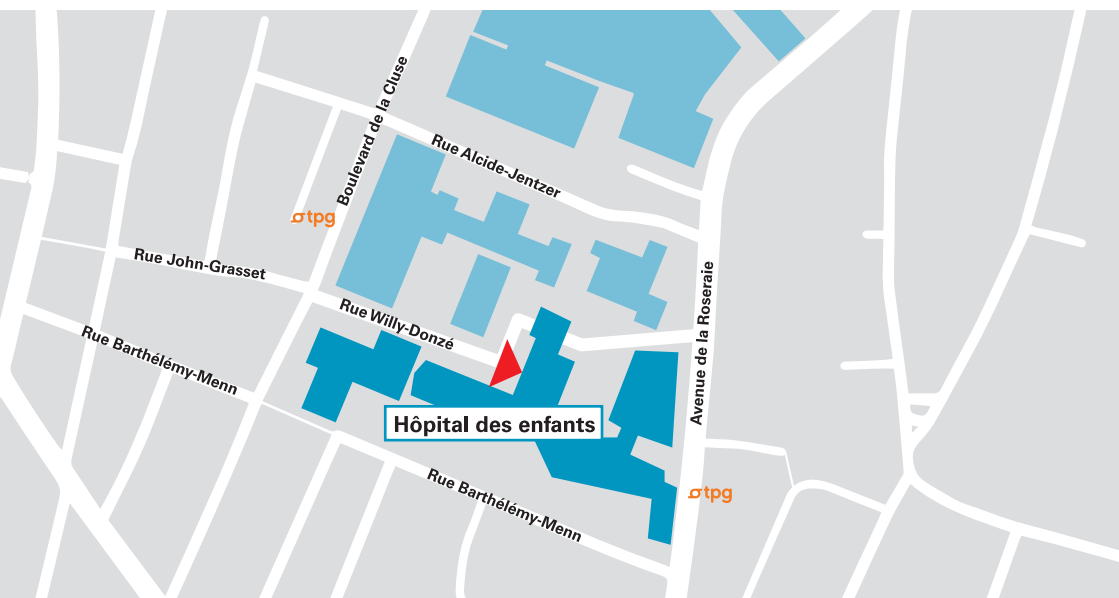 Boulevard de la Cluse
Rue Alcide-Jentzer
tpg
Rue John-Grasset
Avenue de la Roseraie
Rue Willy-Donzé
Rue Barthélémy-Menn
Hôpital des enfants
Rue Barthélémy-Menn
tpg